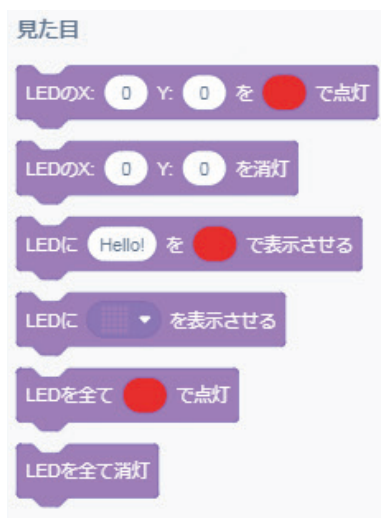 見た目
LEDのX: 0 Y: 0 を で点灯
LEDのX: 0 Y: 0 を消灯
LEDに Hello! を で表示させる
LEDに を表示させる
LEDを全て で点灯
LEDを全て消灯